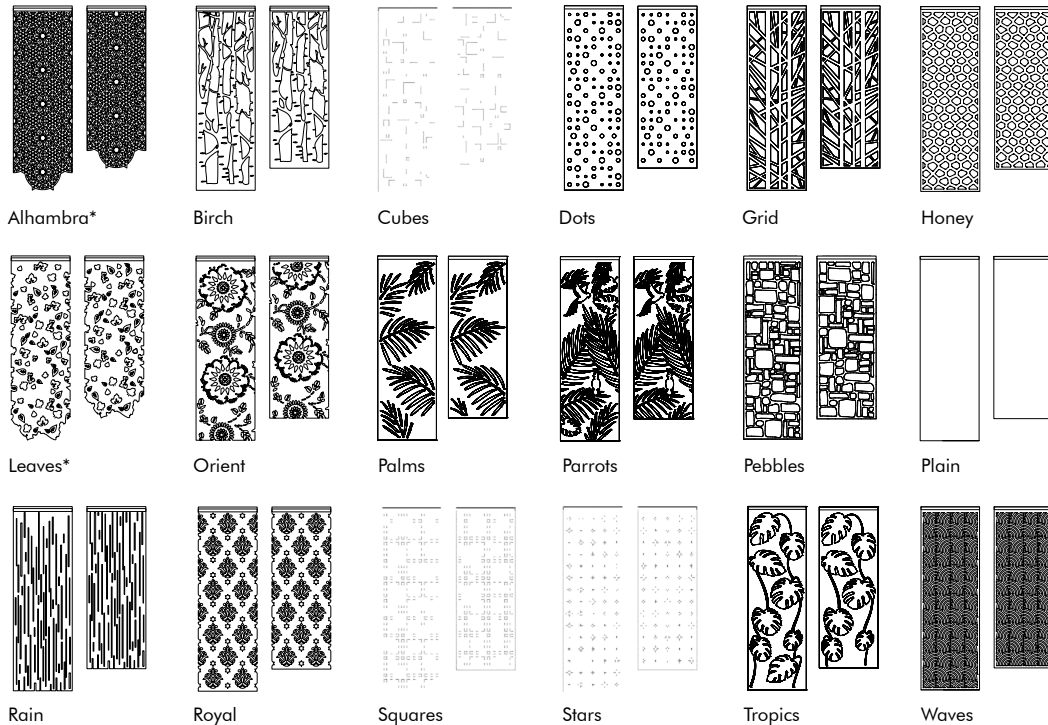 Alhambra*
Birch
Cubes
Dots
Grid
Honey
Leaves*
Orient
Palms
Parrots
Pebbles
Plain
Rain
Royal
Squares
Stars
Tropics
Waves